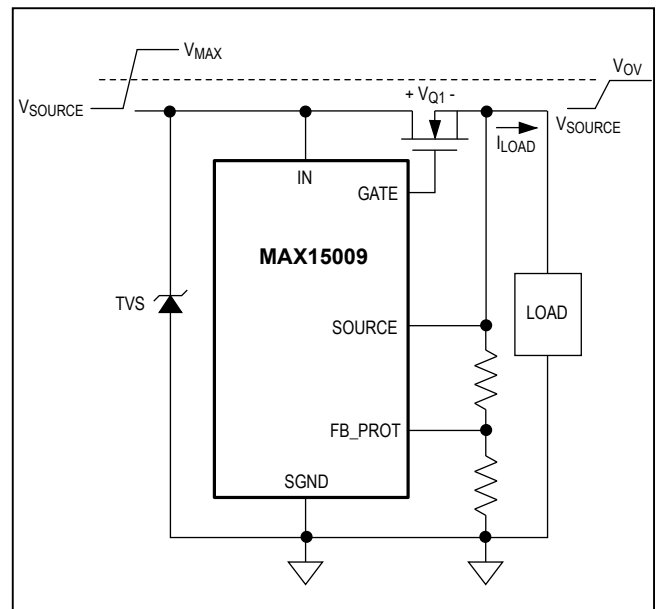 VMAX
VOV
VSOURCE
+ VQ1 -
VSOURCE
ILOAD
IN
GATE
MAX15009
TVS
LOAD
SOURCE
FB_PROT
SGND